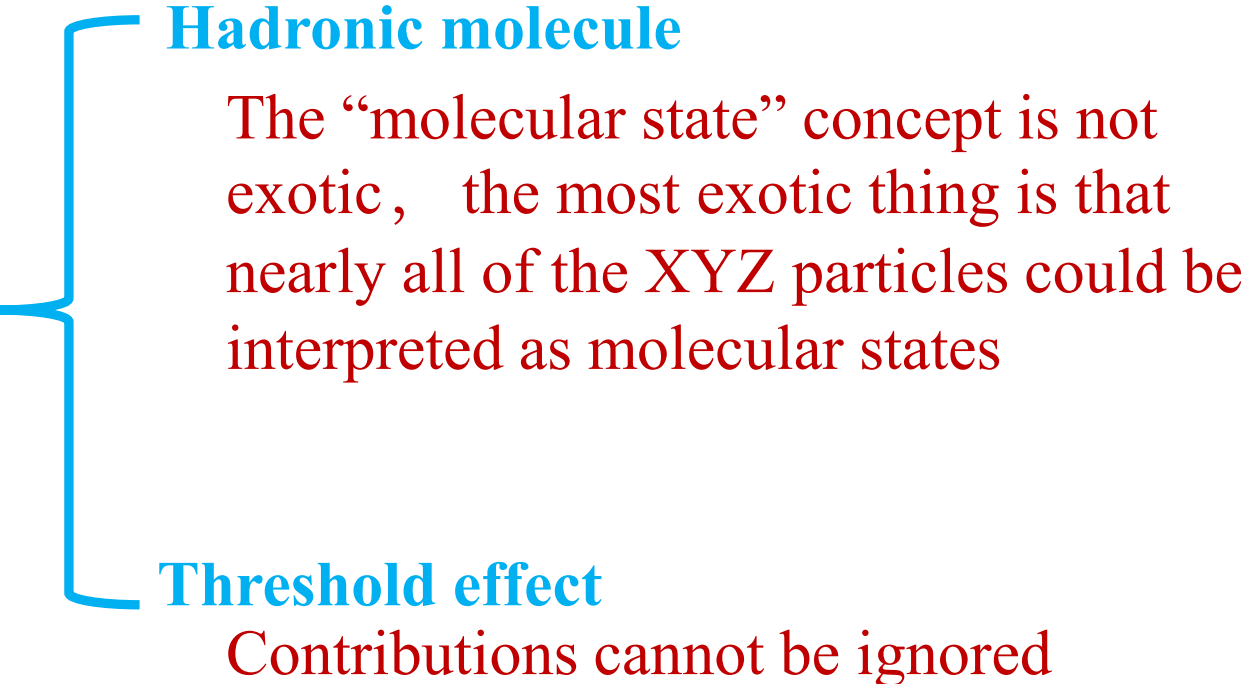 Hadronic molecule
The “molecular state” concept is not
exotic， the most exotic thing is that
nearly all of the XYZ particles could be
interpreted as molecular states
Threshold effect
Contributions cannot be ignored